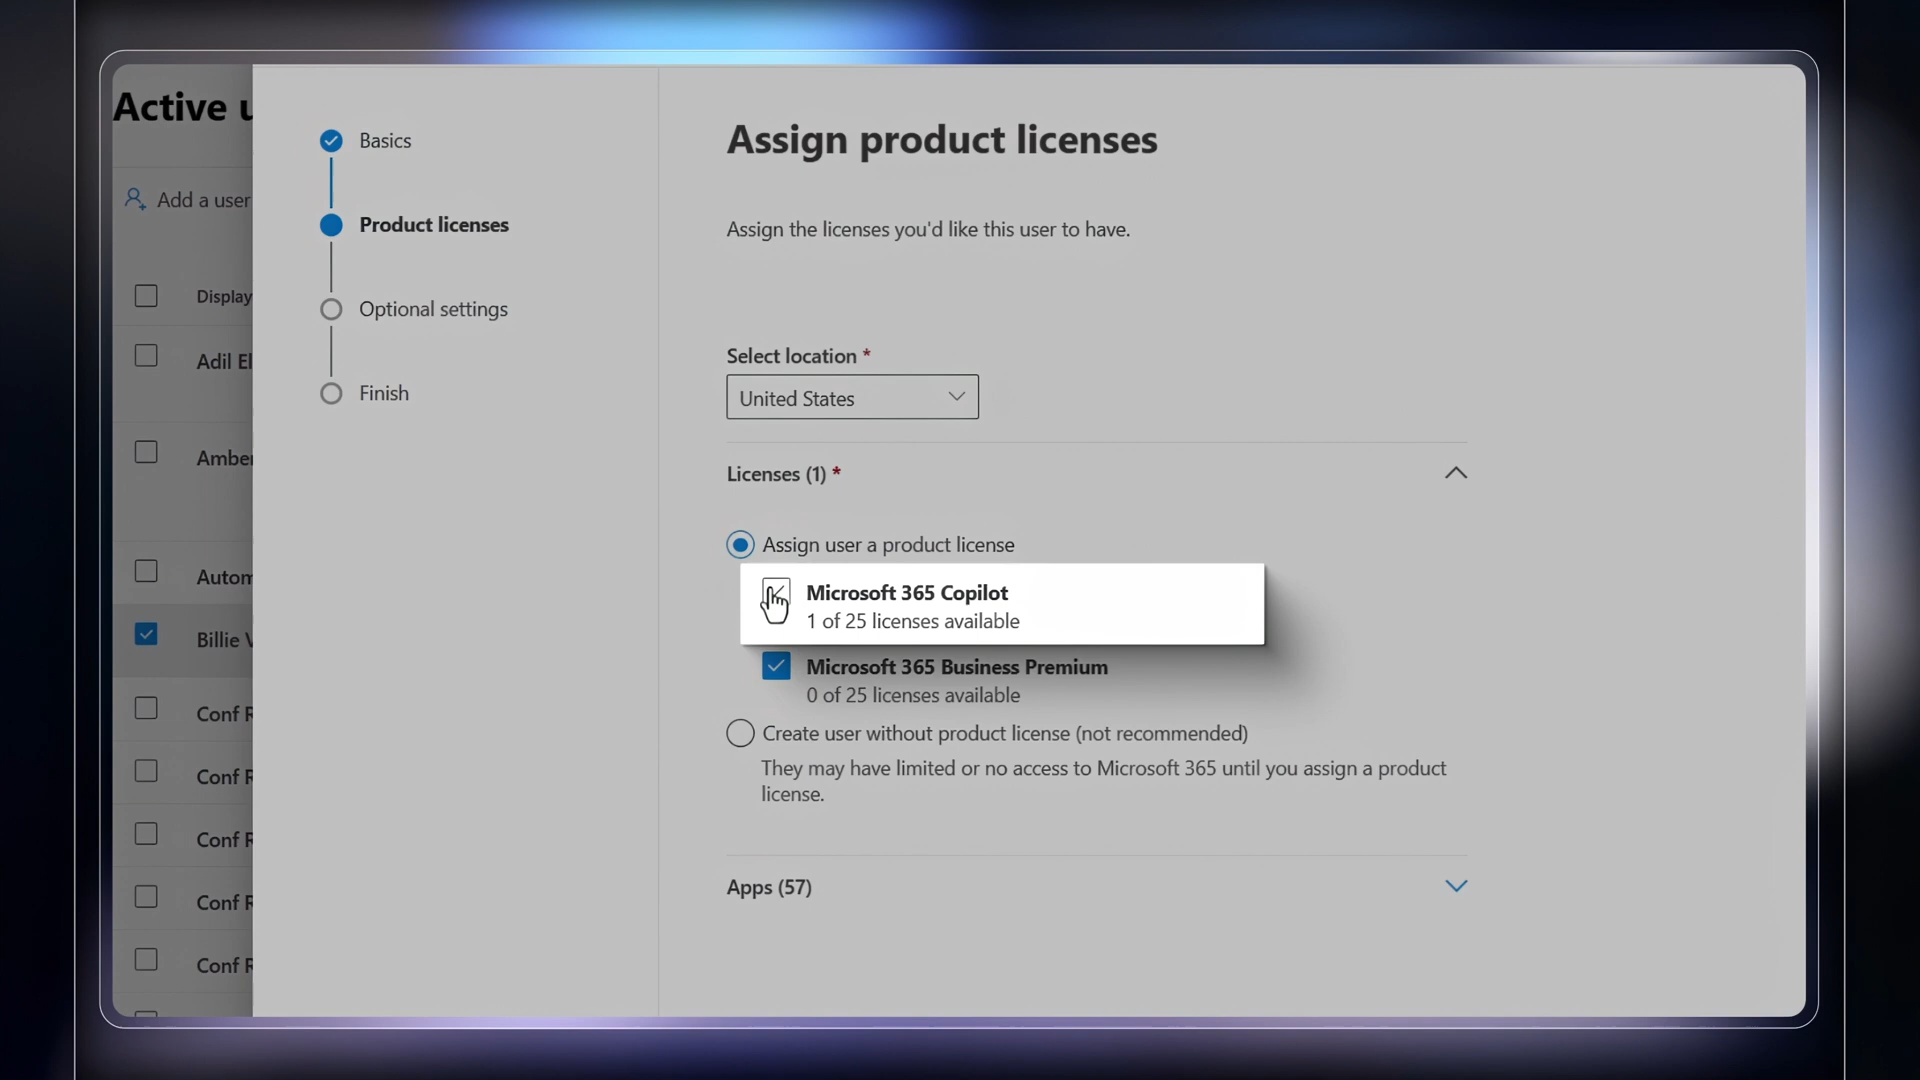 Active u
Add a user
Display
Adil El
Amber
Autom
Billie V
Conf R
Conf R
Conf R
Conf R
Conf R
Basics
Product licenses
Optional settings
Finish
Assign product licenses
Assign the licenses you'd like this user to have.
Select location *
United States
Licenses (1) *
Assign user a product license
Microsoft 365 Copilot
1 of 25 licenses available
Microsoft 365 Business Premium
0 of 25 licenses available
Create user without product license (not recommended)
They may have limited or no access to Microsoft 365 until you assign a product
license.
Apps (57)